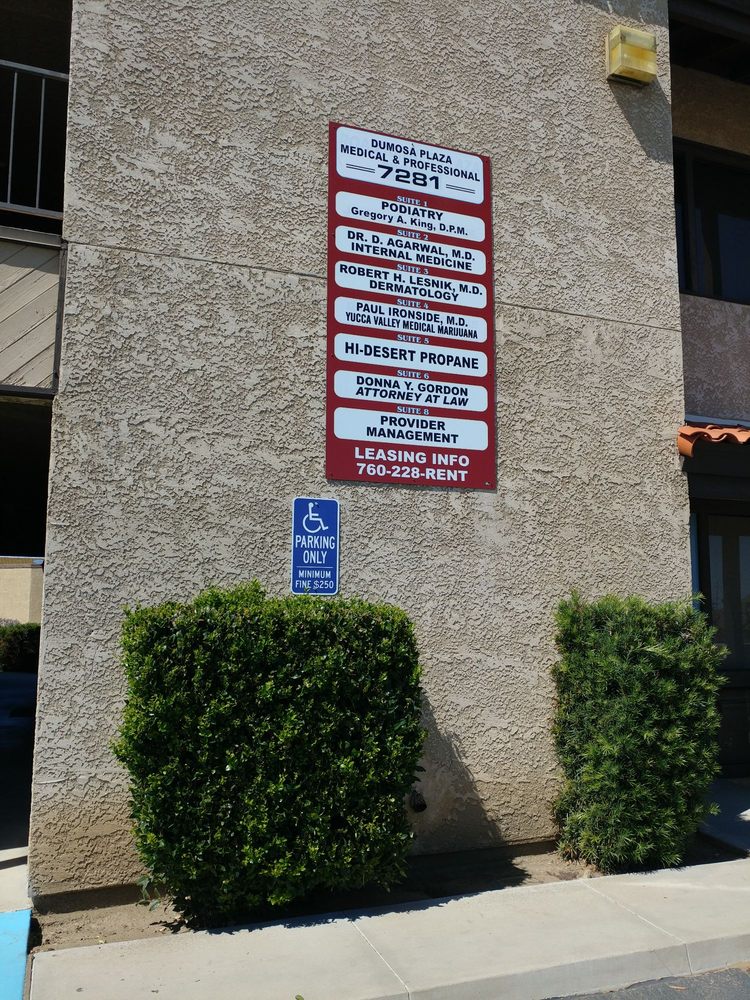 DUMOSA PLAZA
MEDICAL & PROFESSIONAL
7281
SUITE 1
PODIATRY
Gregory A. King, D.P.M.
SUITE 2
DR. D. AGARWAL, M.D.
INTERNAL MEDICINE
SUITE 3
ROBERT H. LESNIK, M.D.
DERMATOLOGY
SUITE 4
PAUL IRONSIDE, M.D.
YUCCA VALLEY MEDICAL MARIJUANA
SUITE 5
HI-DESERT PROPANE
SUITE 6
DONNA Y. GORDON
ATTORNEY AT LAW
SUITE 8
PROVIDER
MANAGEMENT
LEASING INFO
760-228-RENT
PARKING
ONLY
MINIMUM
FINE $250